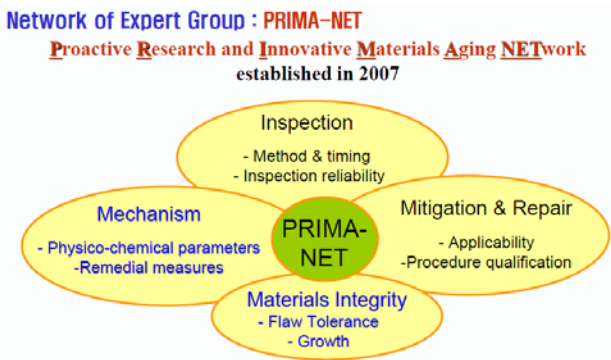 Network of Expert Group : PRIMA-NET
Proactive Research and Innovative Materials Aging NETwork
established in 2007
Inspection
- Method & timing
- Inspection reliability
Mechanism
- Physico-chemical parameters
-Remedial measures
PRIMA-
NET
Mitigation & Repair
- Applicability
-Procedure qualification
Materials Integrity
- Flaw Tolerance
- Growth